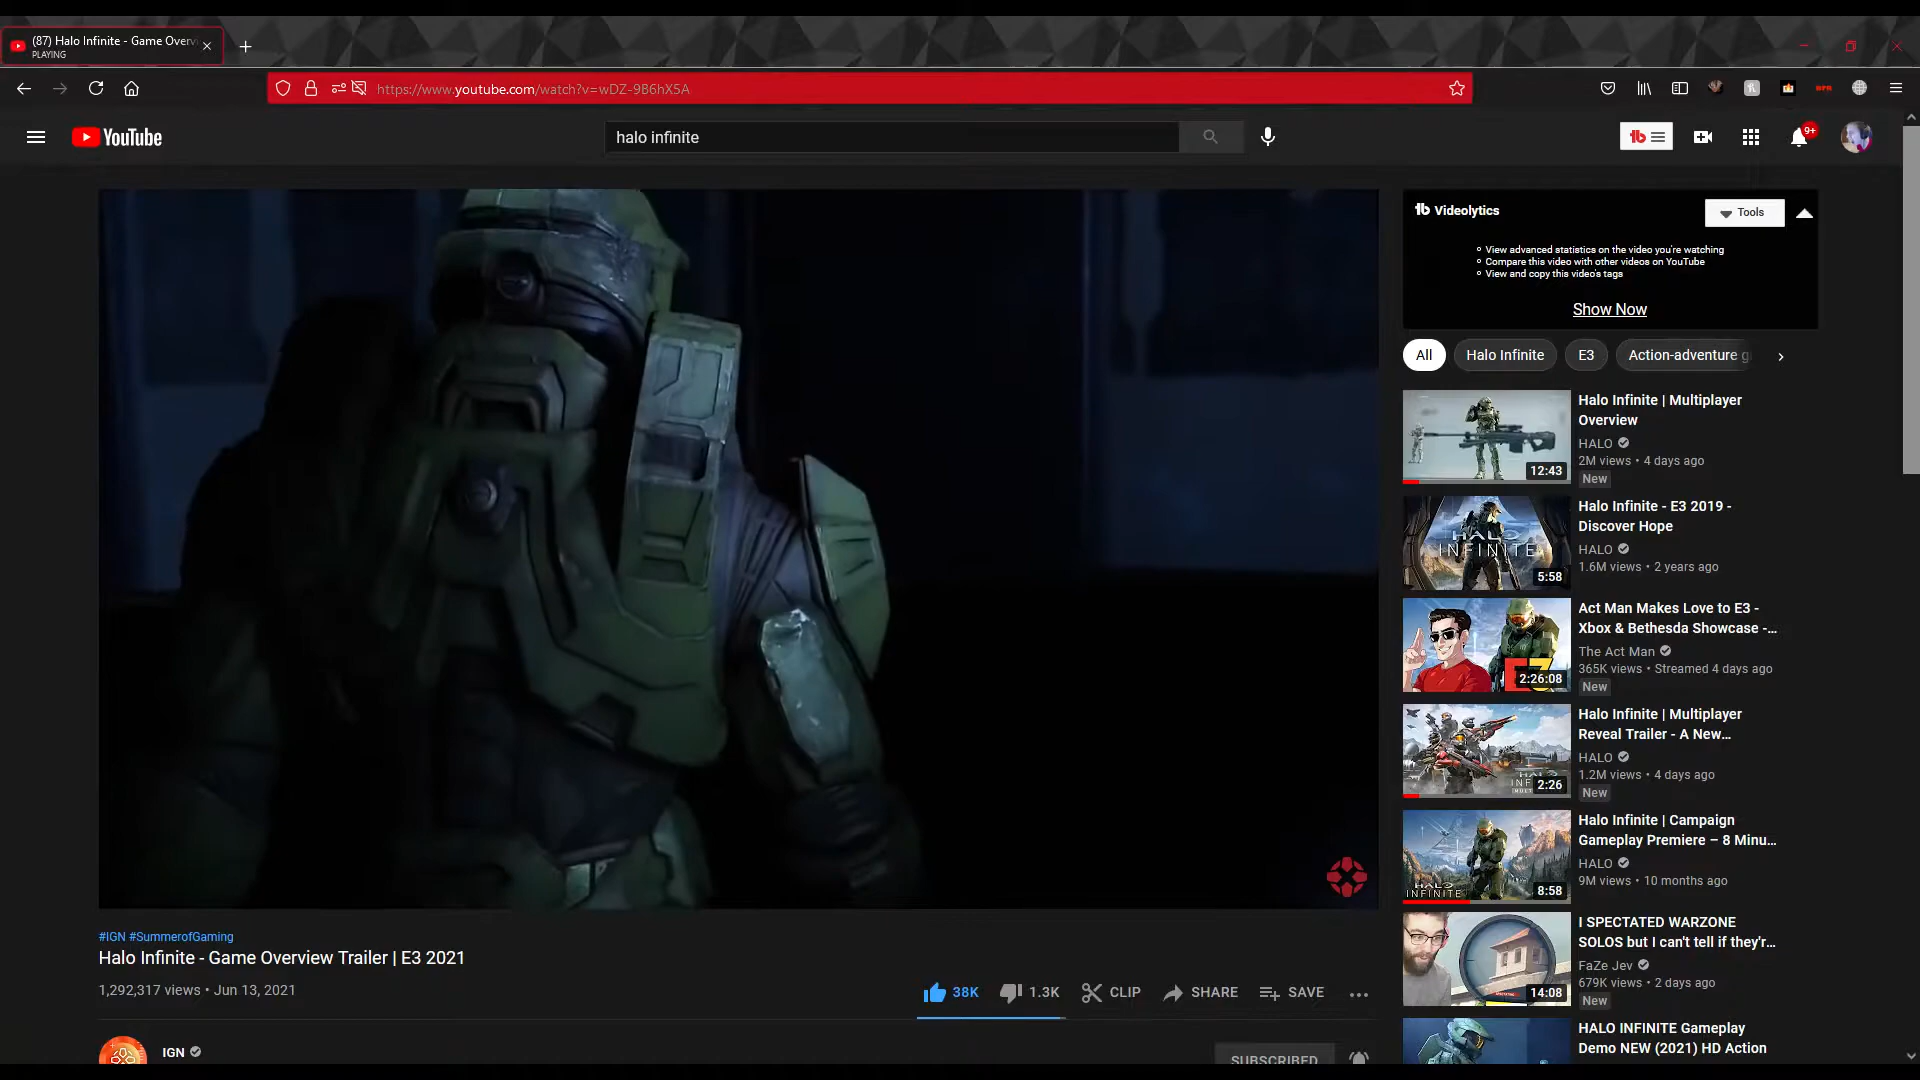 (87) Halo Infinite - Game Overvi
PLAYING
https://www.youtube.com/watch?v=wDZ-9B6hX5A
YouTube
halo infinite
9+
Videolytics
Tools
View advanced statistics on the video you're watching
Compare this video with other videos on YouTube
View and copy this video's tags
Show Now
All
Halo Infinite
E3
Action-adventure g
Halo Infinite | Multiplayer
Overview
HALO
2M views • 4 days ago
New
12:43
Halo Infinite - E3 2019 -
Discover Hope
HALO
1.6M views • 2 years ago
HALO
INFINITE
5:58
Act Man Makes Love to E3 -
Xbox & Bethesda Showcase -...
The Act Man
365K views • Streamed 4 days ago
New
E3
2:26:08
Halo Infinite | Multiplayer
Reveal Trailer - A New...
HALO
1.2M views • 4 days ago
New
2:26
Halo Infinite | Campaign
Gameplay Premiere – 8 Minu...
HALO
9M views • 10 months ago
HALO
INFINITE
8:58
I SPECTATED WARZONE
SOLOS but I can't tell if they'r...
FaZe Jev
679K views • 2 days ago
New
14:08
HALO INFINITE Gameplay
Demo NEW (2021) HD Action
#IGN #SummerofGaming
Halo Infinite - Game Overview Trailer | E3 2021
1,292,317 views • Jun 13, 2021
38K
1.3K
CLIP
SHARE
SAVE
IGN
SUBSCRIBED